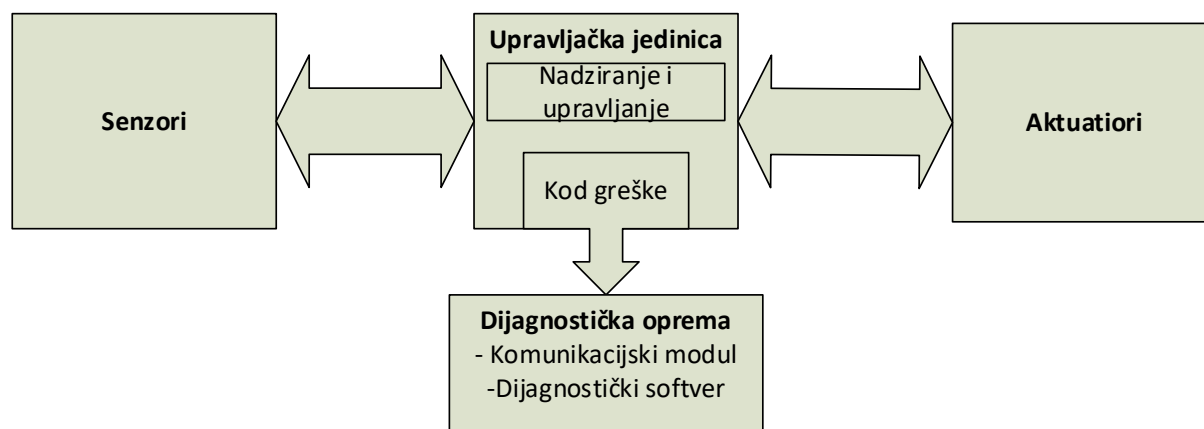 Senzori
Upravljačka jedinica
Nadziranje i
upravljanje
Kod greške
Aktuatiori
Dijagnostička oprema
- Komunikacijski modul
-Dijagnostički softver